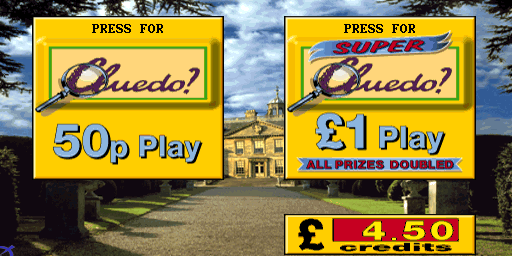 PRESS FOR
Cluedo?
50p Play
PRESS FOR
SUPER
Cluedo?
£1 Play
ALL PRIZES DOUBLED
£ 4.50
credits